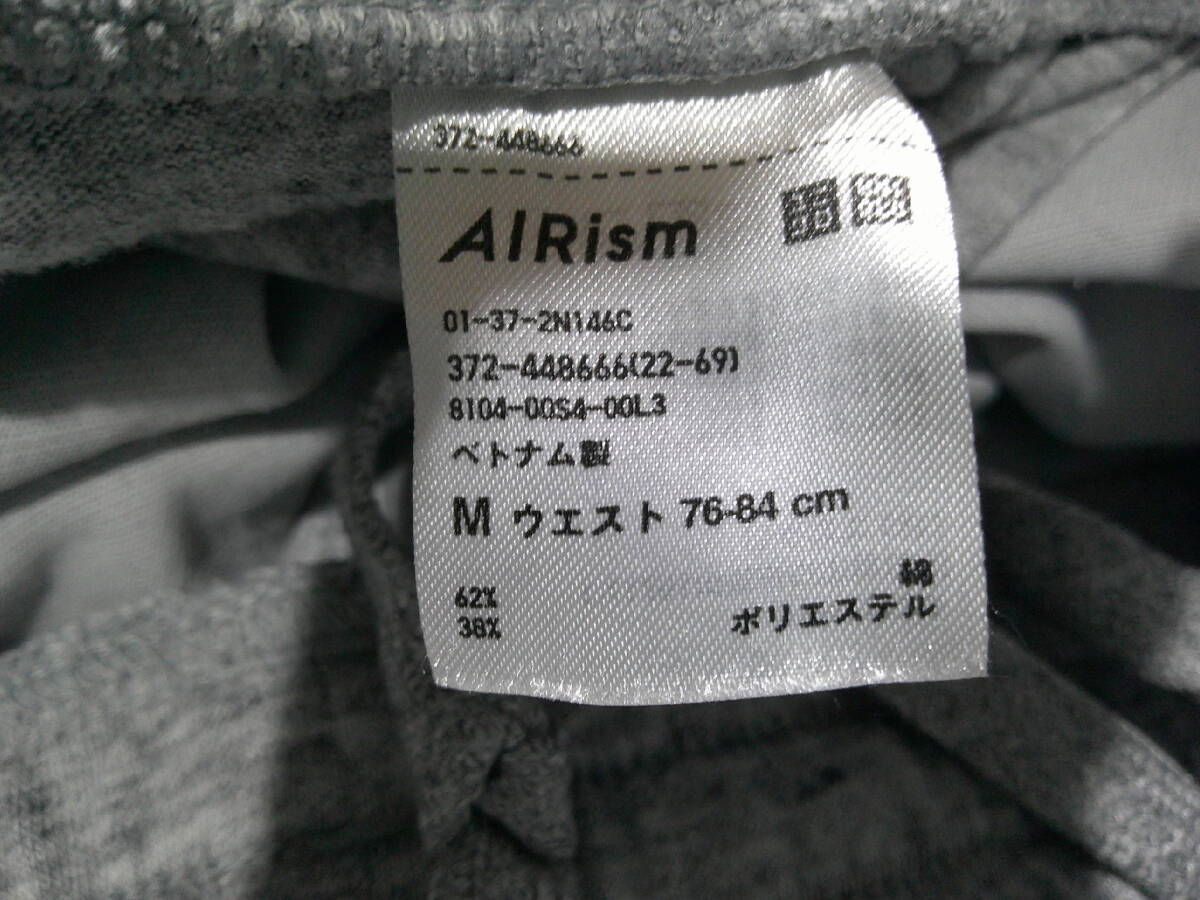 372-448666
AIRism
01-37-2N146C
372-448666(22-69)
8104-00S4-00L3
ベトナム製
M ウエスト 76-84 cm
62% 綿
38% ポリエステル